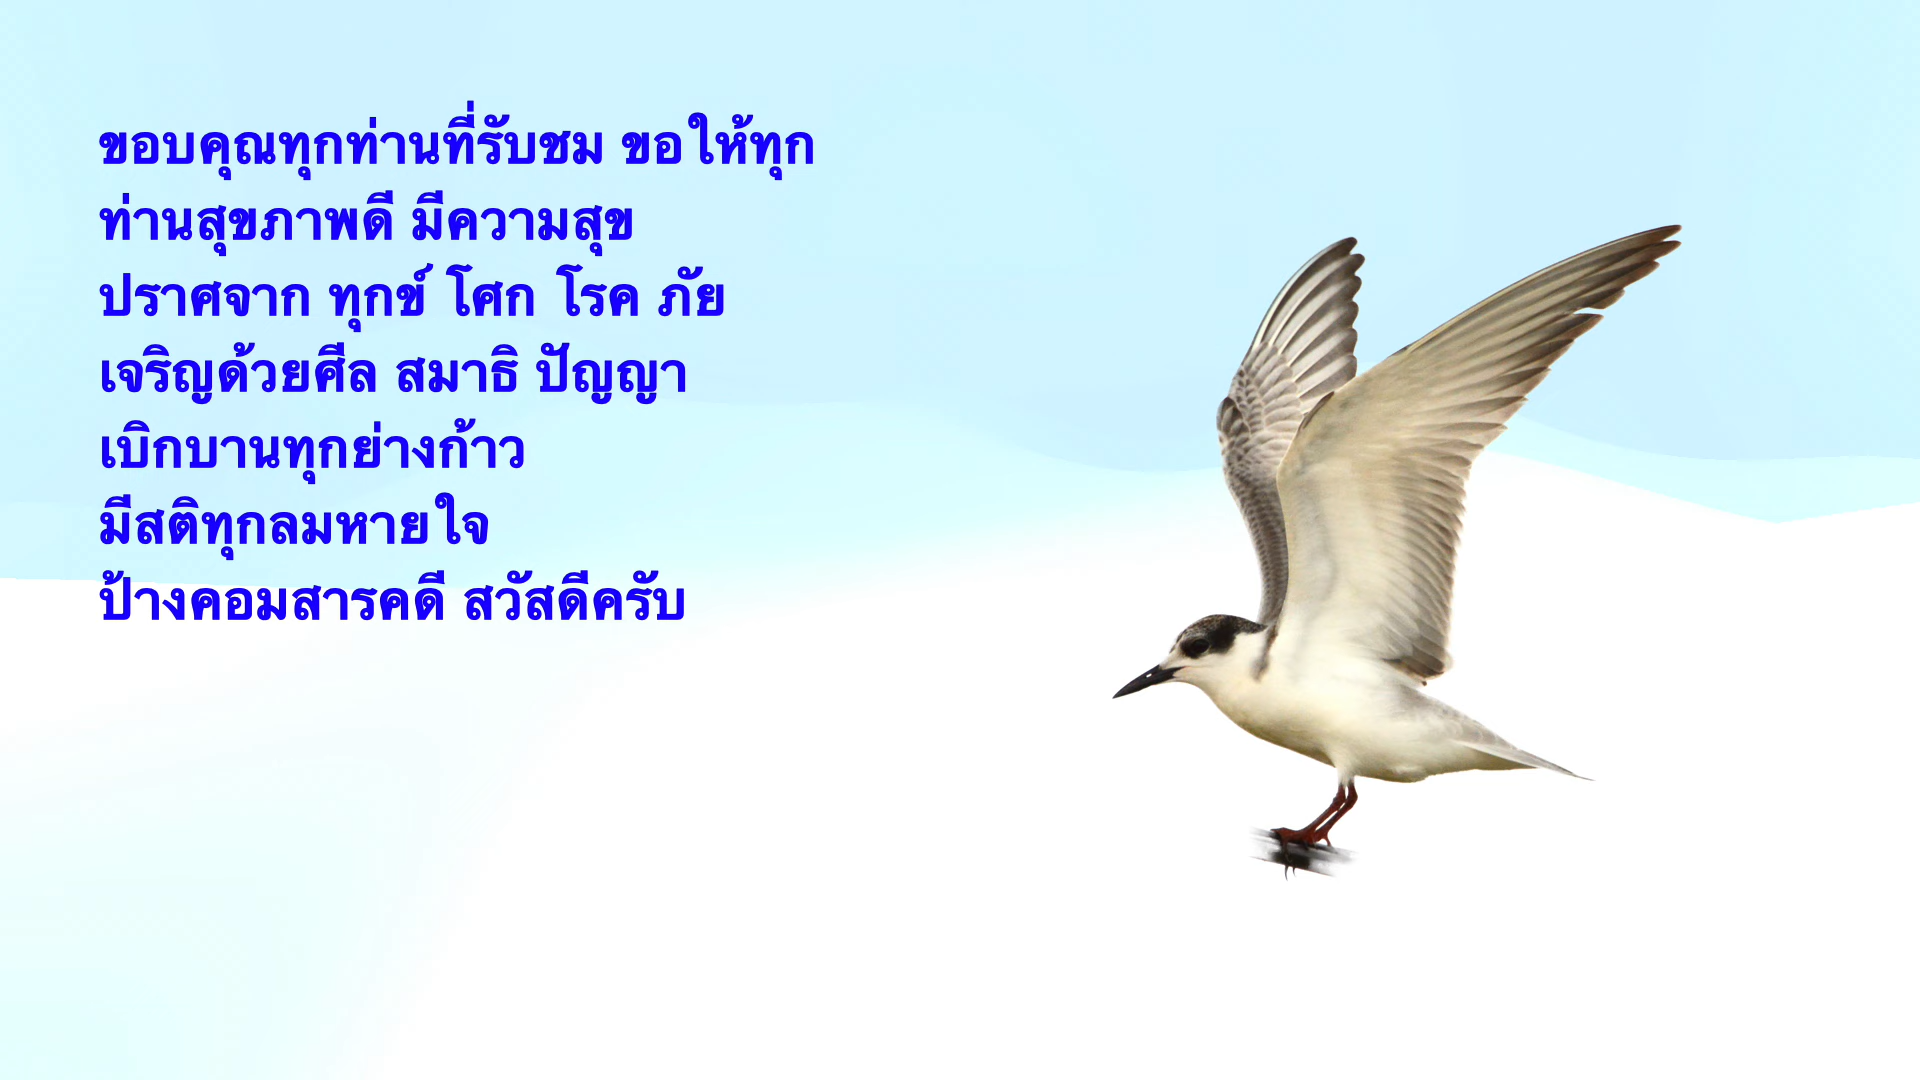 ขอบคุณทุกท่านที่รับชม ขอให้ทุก
ท่านสุขภาพดี มีความสุข
ปราศจาก ทุกข์ โศก โรค ภัย
เจริญด้วยศีล สมาธิ ปัญญา
เบิกบานทุกย่างก้าว
มีสติทุกลมหายใจ
ป้างคอมสารคดี สวัสดีครับ